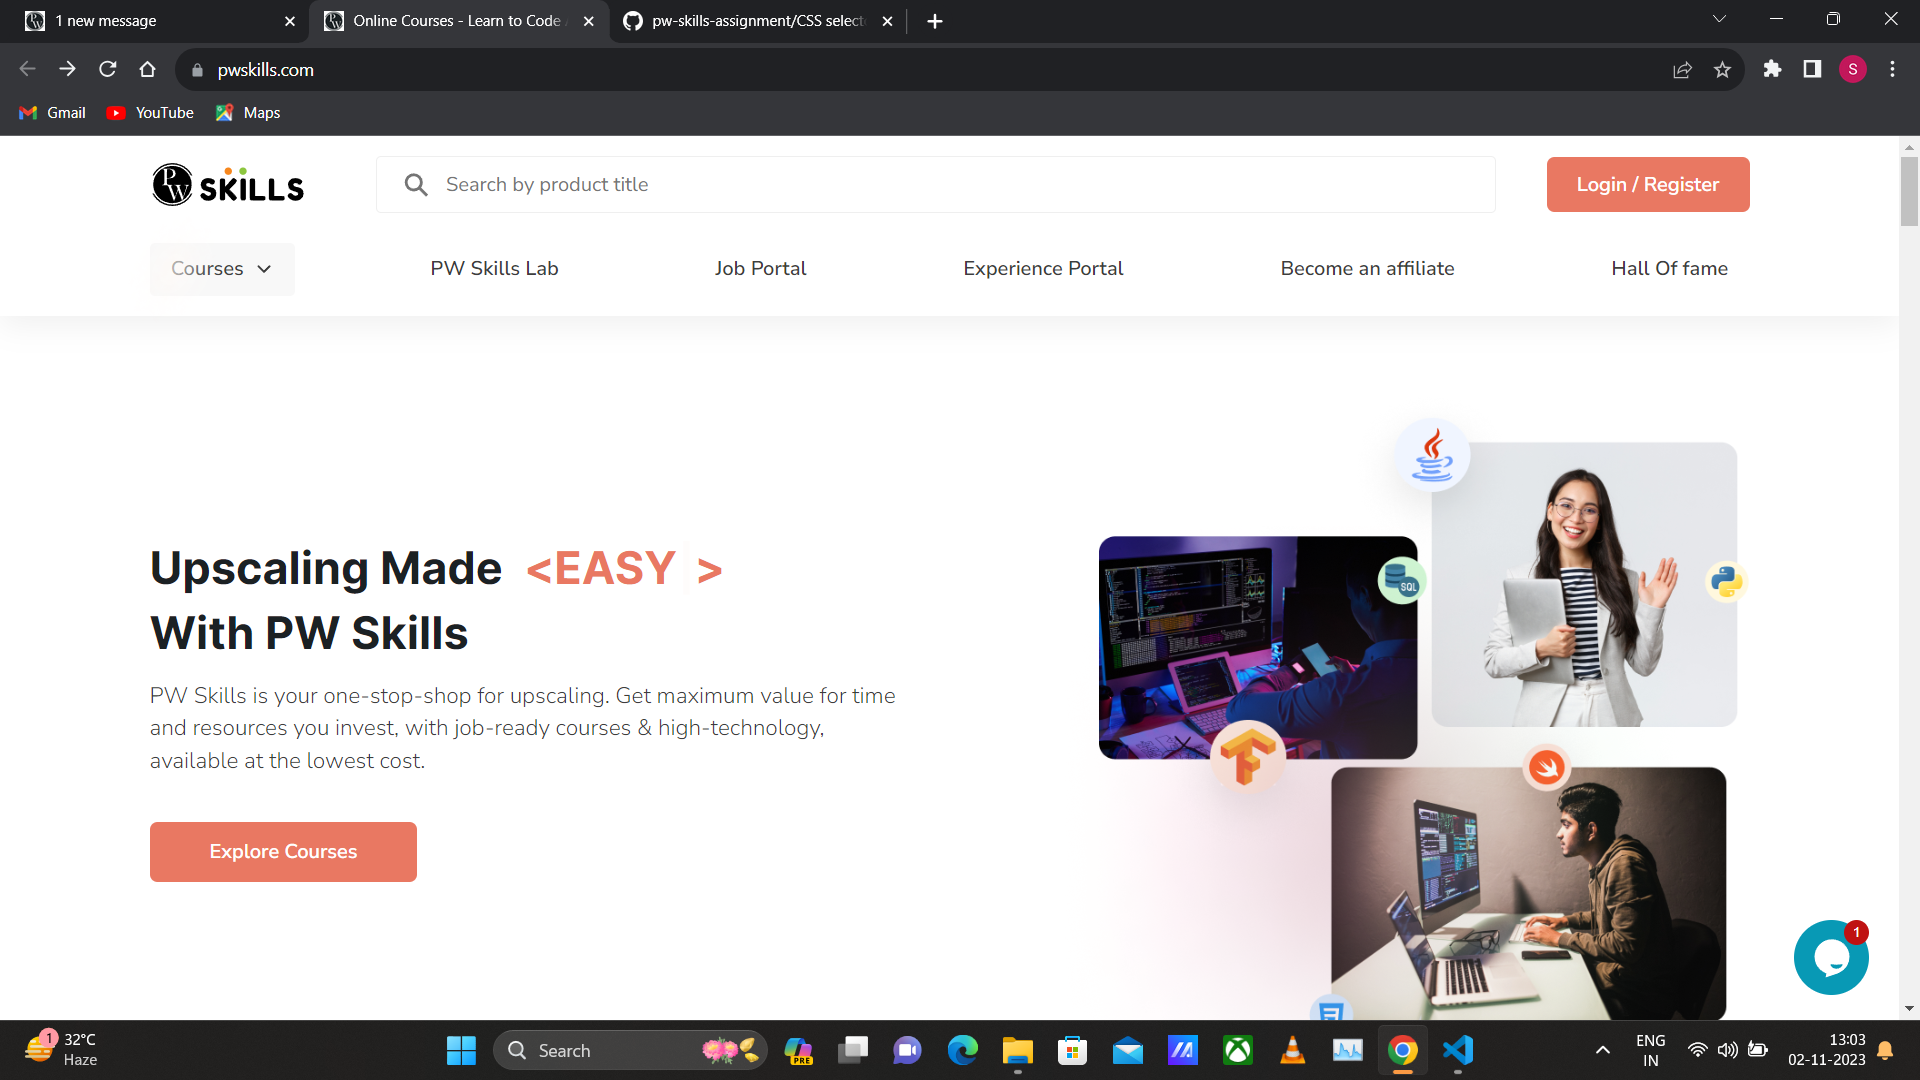 1 new message
Online Courses - Learn to Code
pw-skills-assignment/CSS select
pwskills.com
S
Gmail
YouTube
Maps
PW SKILLS
Search by product title
Login / Register
Courses
PW Skills Lab
Job Portal
Experience Portal
Become an affiliate
Hall Of fame
Upscaling Made <EASY >
With PW Skills
PW Skills is your one-stop-shop for upscaling. Get maximum value for time
and resources you invest, with job-ready courses & high-technology,
available at the lowest cost.
Explore Courses
SQL
1
1
32°C
Haze
Search
PRE
ENG
IN
13:03
02-11-2023